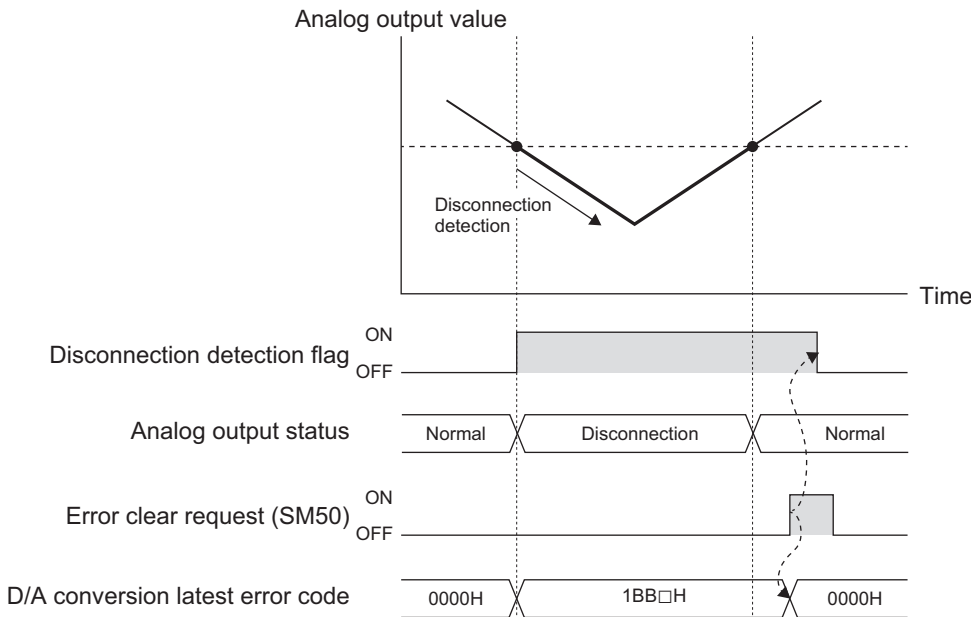 Analog output value
Disconnection
detection
Time
Disconnection detection flag
ON
OFF
Analog output status
Normal
Disconnection
Normal
Error clear request (SM50)
ON
OFF
D/A conversion latest error code
0000H
1BB□H
0000H